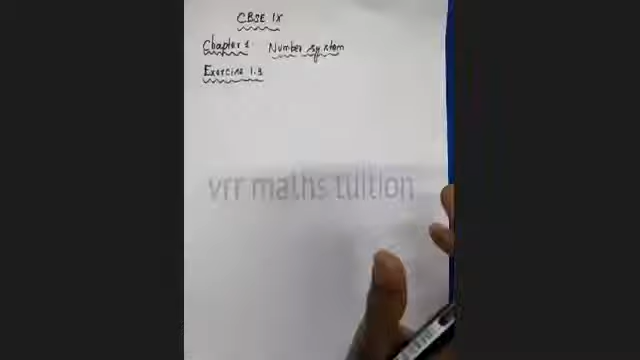 CBSE IX
Chapter 1 Number System
Exercise 1.3
vrr maths tuition